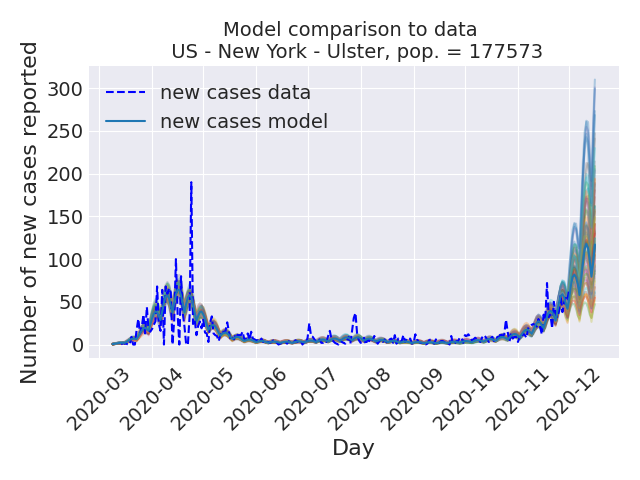 Model comparison to data
US - New York - Ulster, pop. = 177573
Number of new cases reported
300
250
200
150
100
50
0
new cases data
new cases model
2020-03
2020-04
2020-05
2020-06
2020-07
2020-08
2020-09
2020-10
2020-11
2020-12
Day